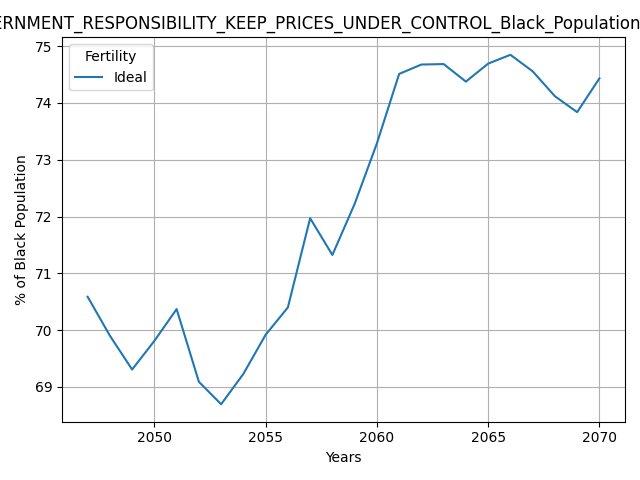 ERNMENT_RESPONSIBILITY_KEEP_PRICES_UNDER_CONTROL_Black_Population
Fertility
Ideal
% of Black Population
75
74
73
72
71
70
69
2050 2055 2060 2065 2070
Years